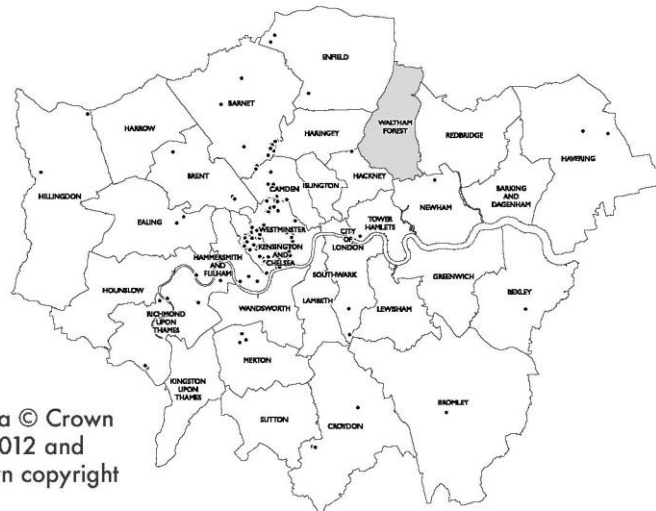 ENFIELD
BARNET
HARROW
HARINGEY
WALTHAM
FOREST
REDBRIDGE
HAVERING
HILLINGDON
BRENT
CAMDEN
ISLINGTON
HACKNEY
BARKING
AND
DAGENHAM
NEWHAM
EALING
WESTMINSTER
KENSINGTON
AND
CHELSEA
CITY
OF
LONDON
TOWER
HAMLETS
HAMMERSMITH
AND
FULHAM
HOUNSLOW
RICHMOND
UPON
THAMES
WANDSWORTH
LAMBETH
SOUTHWARK
LEWISHAM
GREENWICH
BEXLEY
MERTON
KINGSTON
UPON
THAMES
SUTTON
CROYDON
BROMLEY
a © Crown
012 and
n copyright